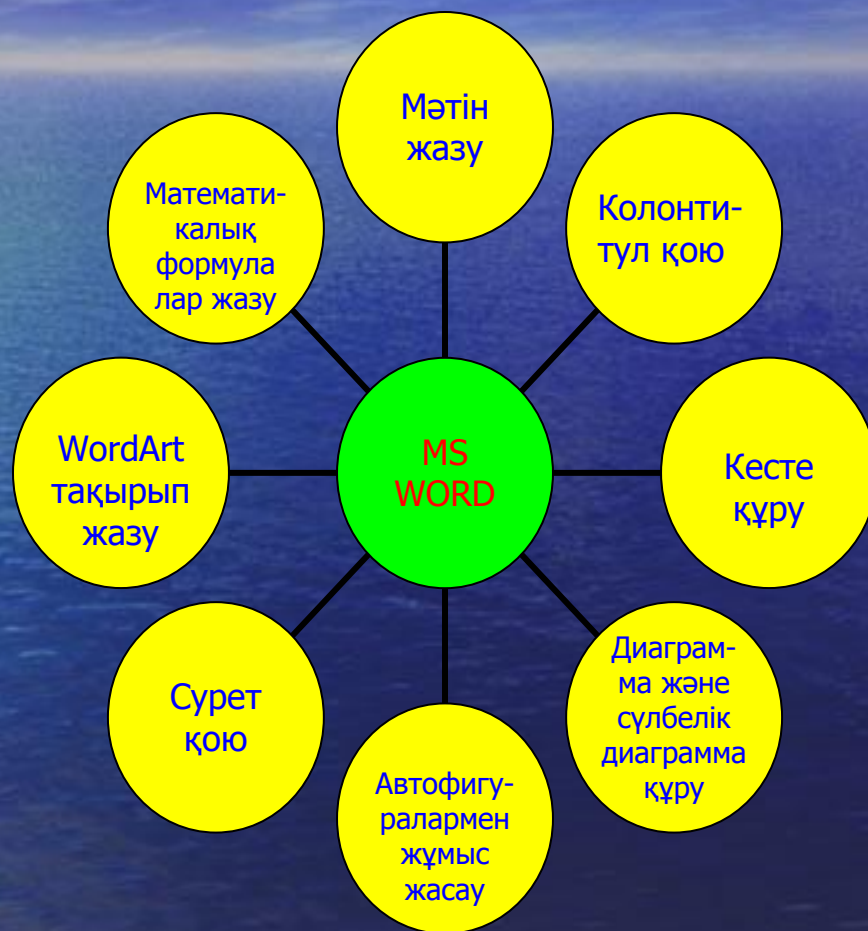 Мәтін
жазу
Колонти-
тул қою
Кесте
құру
Диаграм-
ма және
сүлбелік
диаграмма
құру
Автофигу-
ралармен
жұмыс
жасау
Сурет
қою
WordArt
тақырып
жазу
Математи-
калық
формула
лар жазу
MS
WORD